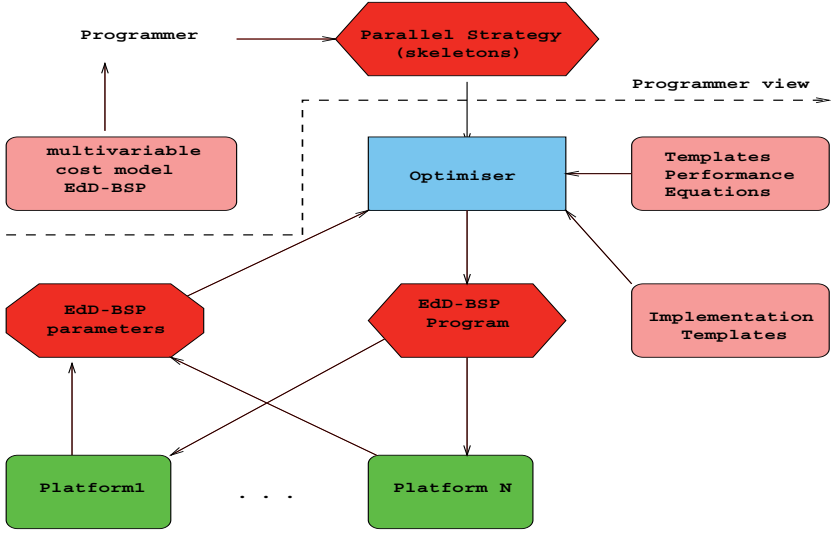 Programmer
Parallel Strategy
(skeletons)
Programmer view
multivariable
cost model
EdD-BSP
Optimiser
Templates
Performance
Equations
EdD-BSP
parameters
EdD-BSP
Program
Implementation
Templates
Platform1
. . .
Platform N